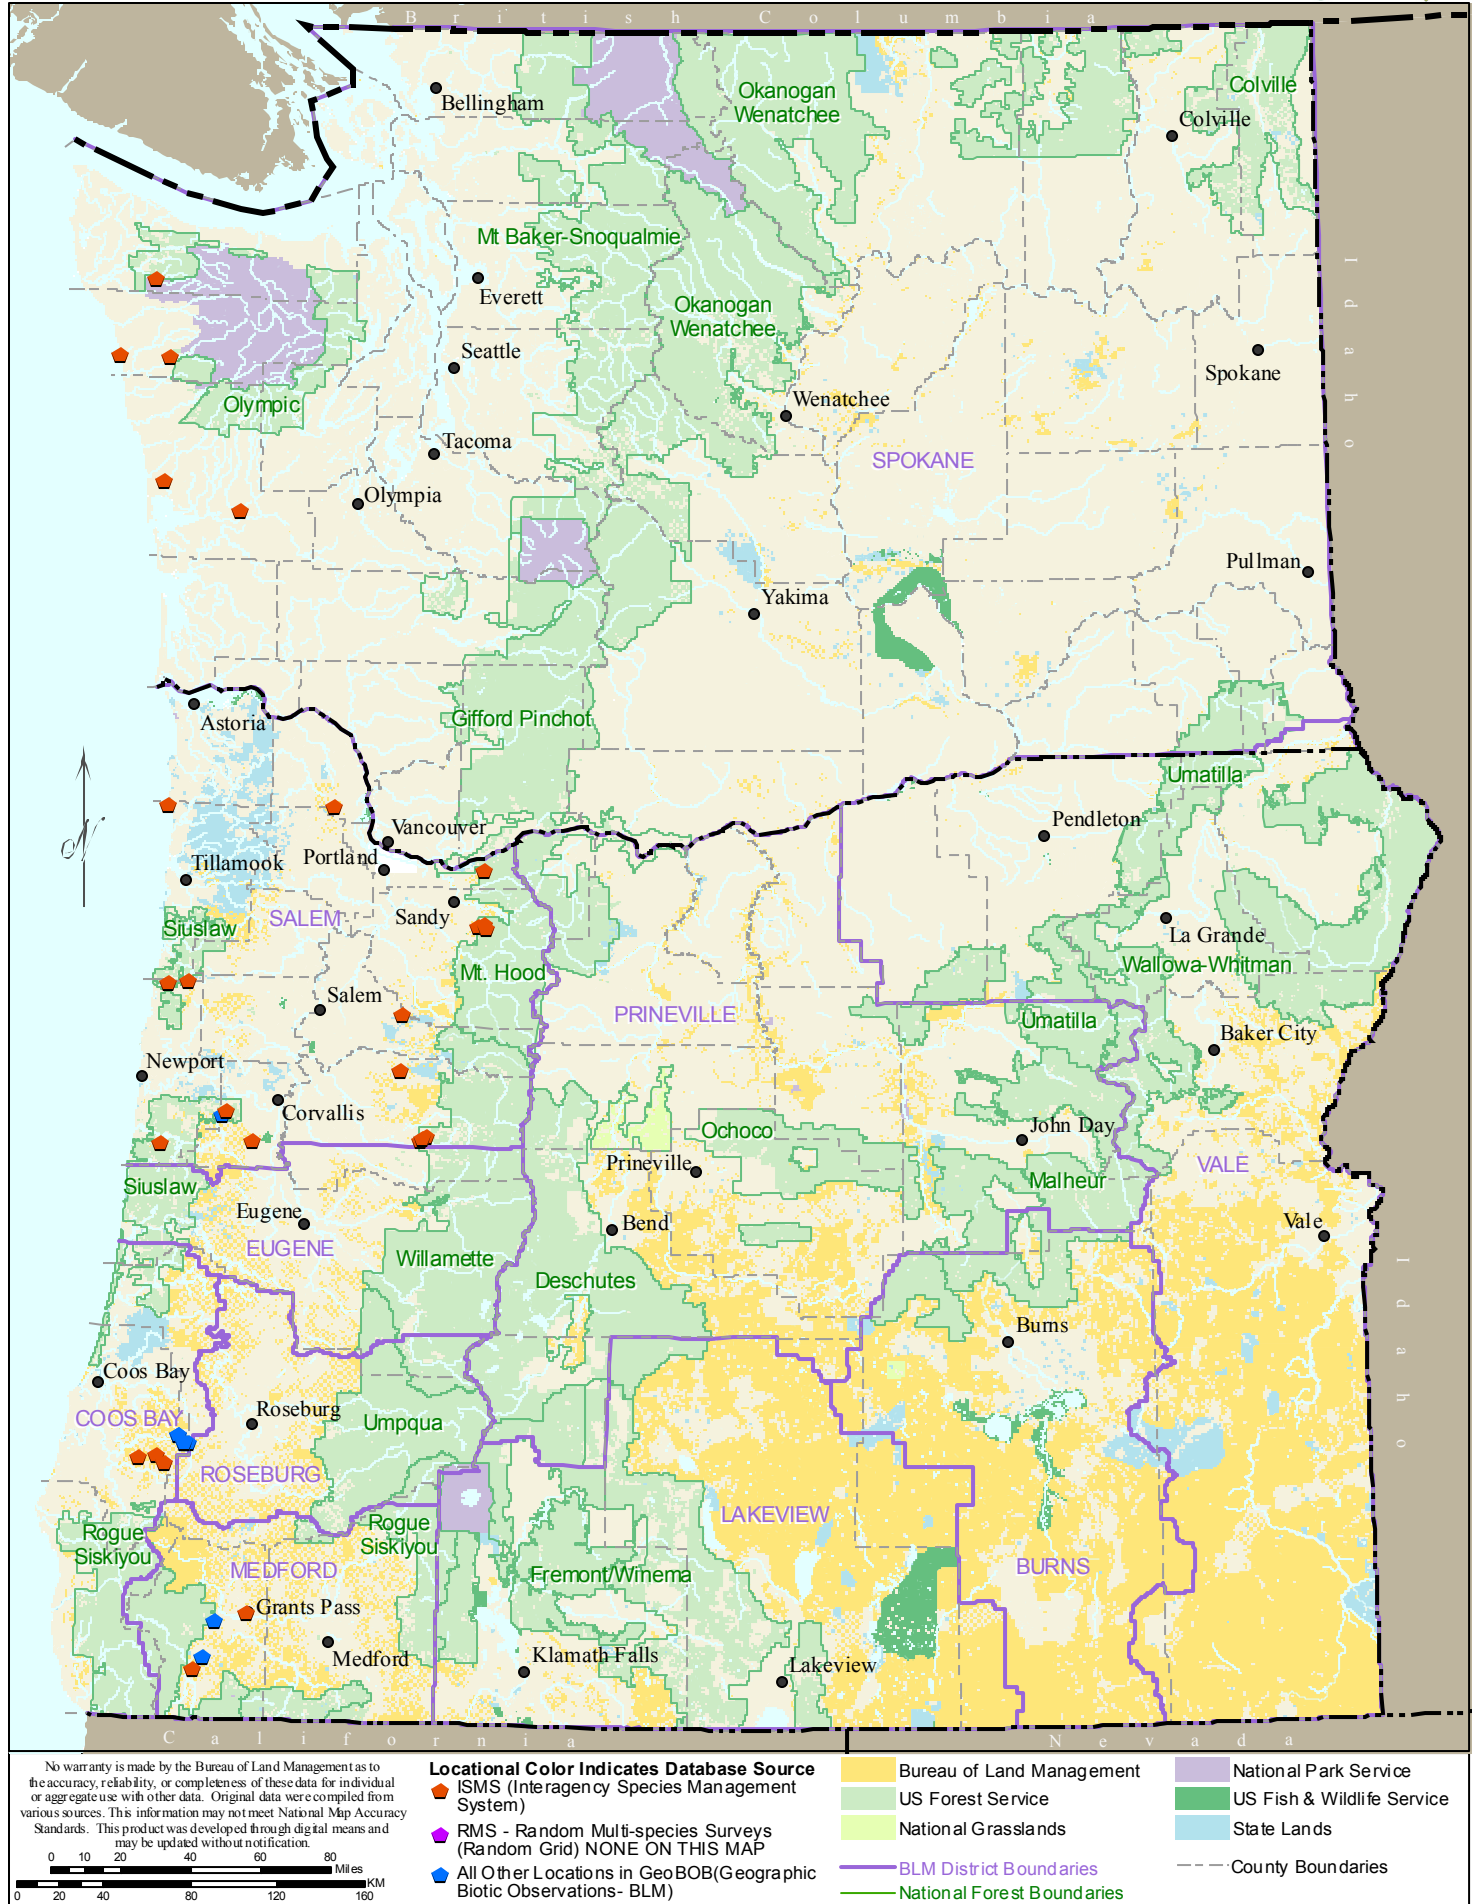 British Columbia
Bellingham
Okanogan
Wenatchee
Colville
Colville
Mt Baker-Snoqualmie
Everett
Okanogan
Wenatchee
Idaho
Seattle
Spokane
Olympic
Wenatchee
Tacoma
SPOKANE
Olympia
Pullman
Yakima
Astoria
Gifford Pinchot
Umatilla
Vancouver
Pendleton
Tillamook
Portland
SALEM
Sandy
Siuslaw
La Grande
Wallowa-Whitman
Mt. Hood
Salem
PRINEVILLE
Umatilla
Baker City
Newport
Corvallis
Ochoco
John Day
Prineville
VALE
Siuslaw
Malheur
Eugene
Bend
Vale
EUGENE
Willamette
Deschutes
Idaho
Burns
Coos Bay
COOS BAY
Roseburg
Umpqua
ROSEBURG
LAKEVIEW
Rogue
Siskiyou
Rogue
Siskiyou
MEDFORD
Fremont/Winema
BURNS
Grants Pass
Medford
Klamath Falls
Lakeview
California
Nevada
No warranty is made by the Bureau of Land Management as to
the accuracy, reliability, or completeness of these data for individual
or aggregate use with other data. Original data were compiled from
various sources. This information may not meet National Map Accuracy
Standards. This product was developed through digital means and
may be updated without notification.
0 10 20 40 60 80
Miles
KM
0 20 40 80 120 160
Locational Color Indicates Database Source
ISMS (Interagency Species Management
System)
RMS - Random Multi-species Surveys
(Random Grid) NONE ON THIS MAP
All Other Locations in GeoBOB(Geographic
Biotic Observations- BLM)
Bureau of Land Management
US Forest Service
National Grasslands
BLM District Boundaries
National Forest Boundaries
National Park Service
US Fish & Wildlife Service
State Lands
County Boundaries